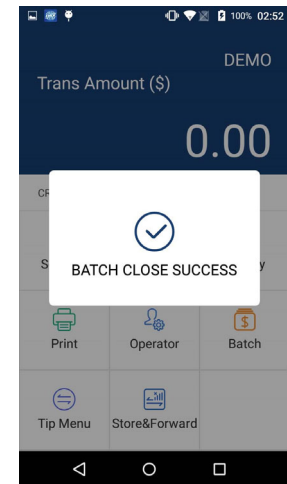 100% 02:52
DEMO
Trans Amount ($)
0.00
BATCH CLOSE SUCCESS
Print
Operator
Batch
Tip Menu
Store&Forward